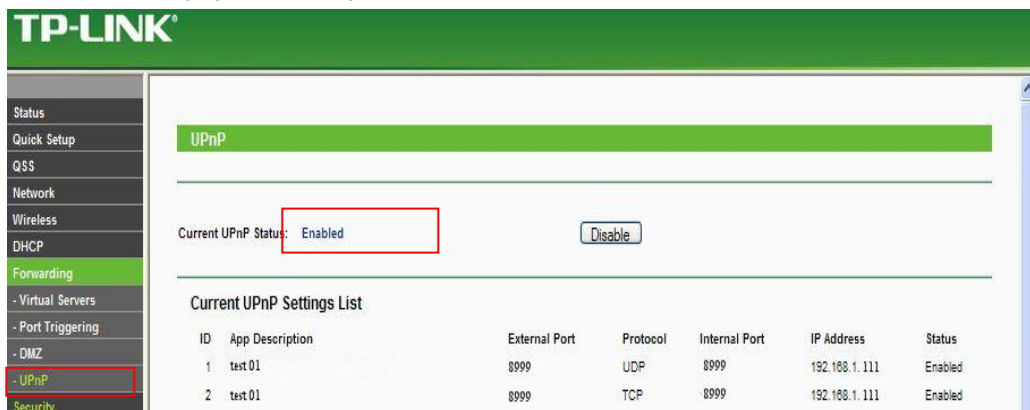 TP-LINK®
Status
Quick Setup
QSS
Network
Wireless
DHCP
Forwarding
- Virtual Servers
- Port Triggering
- DMZ
- UPnP
Security
UPnP
Current UPnP Status: Enabled Disable
Current UPnP Settings List
ID App Description External Port Protocol Internal Port IP Address Status
1 test 01 8999 UDP 8999 192.168.1.111 Enabled
2 test 01 8999 TCP 8999 192.168.1.111 Enabled